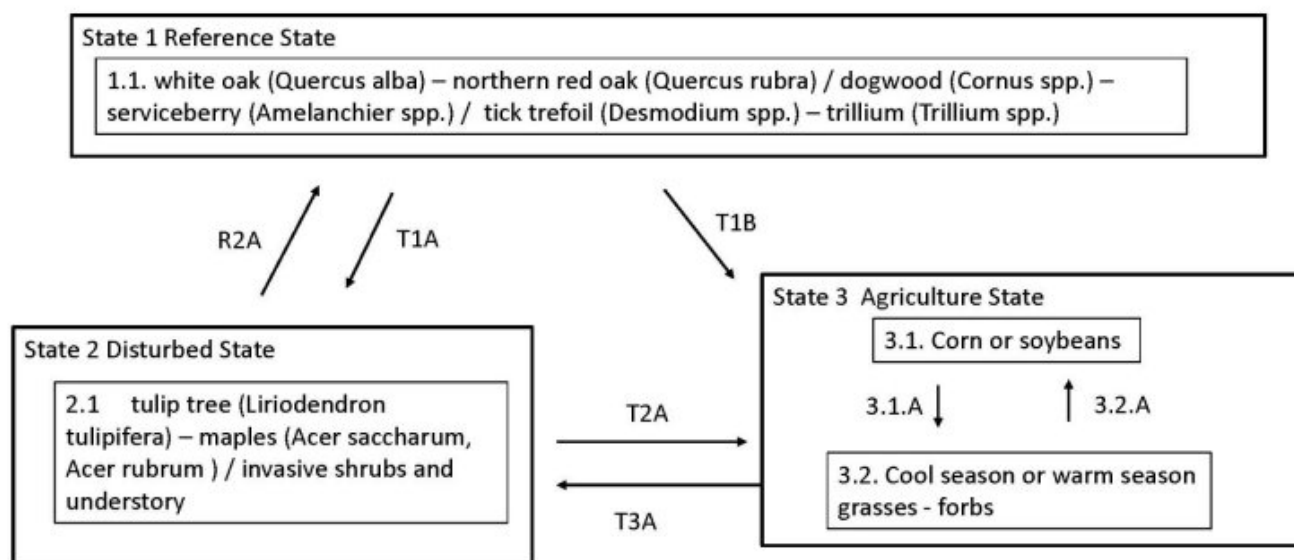 State 1 Reference State
1.1. white oak (Quercus alba) – northern red oak (Quercus rubra) / dogwood (Cornus spp.) –
serviceberry (Amelanchier spp.) /  tick trefoil (Desmodium spp.) – trillium (Trillium spp.)
R2A
T1A
T1B
State 2 Disturbed State
2.1 tulip tree (Liriodendron
tulipifera) – maples (Acer saccharum,
Acer rubrum ) / invasive shrubs and
understory
T2A
T3A
State 3 Agriculture State
3.1. Corn or soybeans
3.1.A
3.2.A
3.2. Cool season or warm season
grasses - forbs